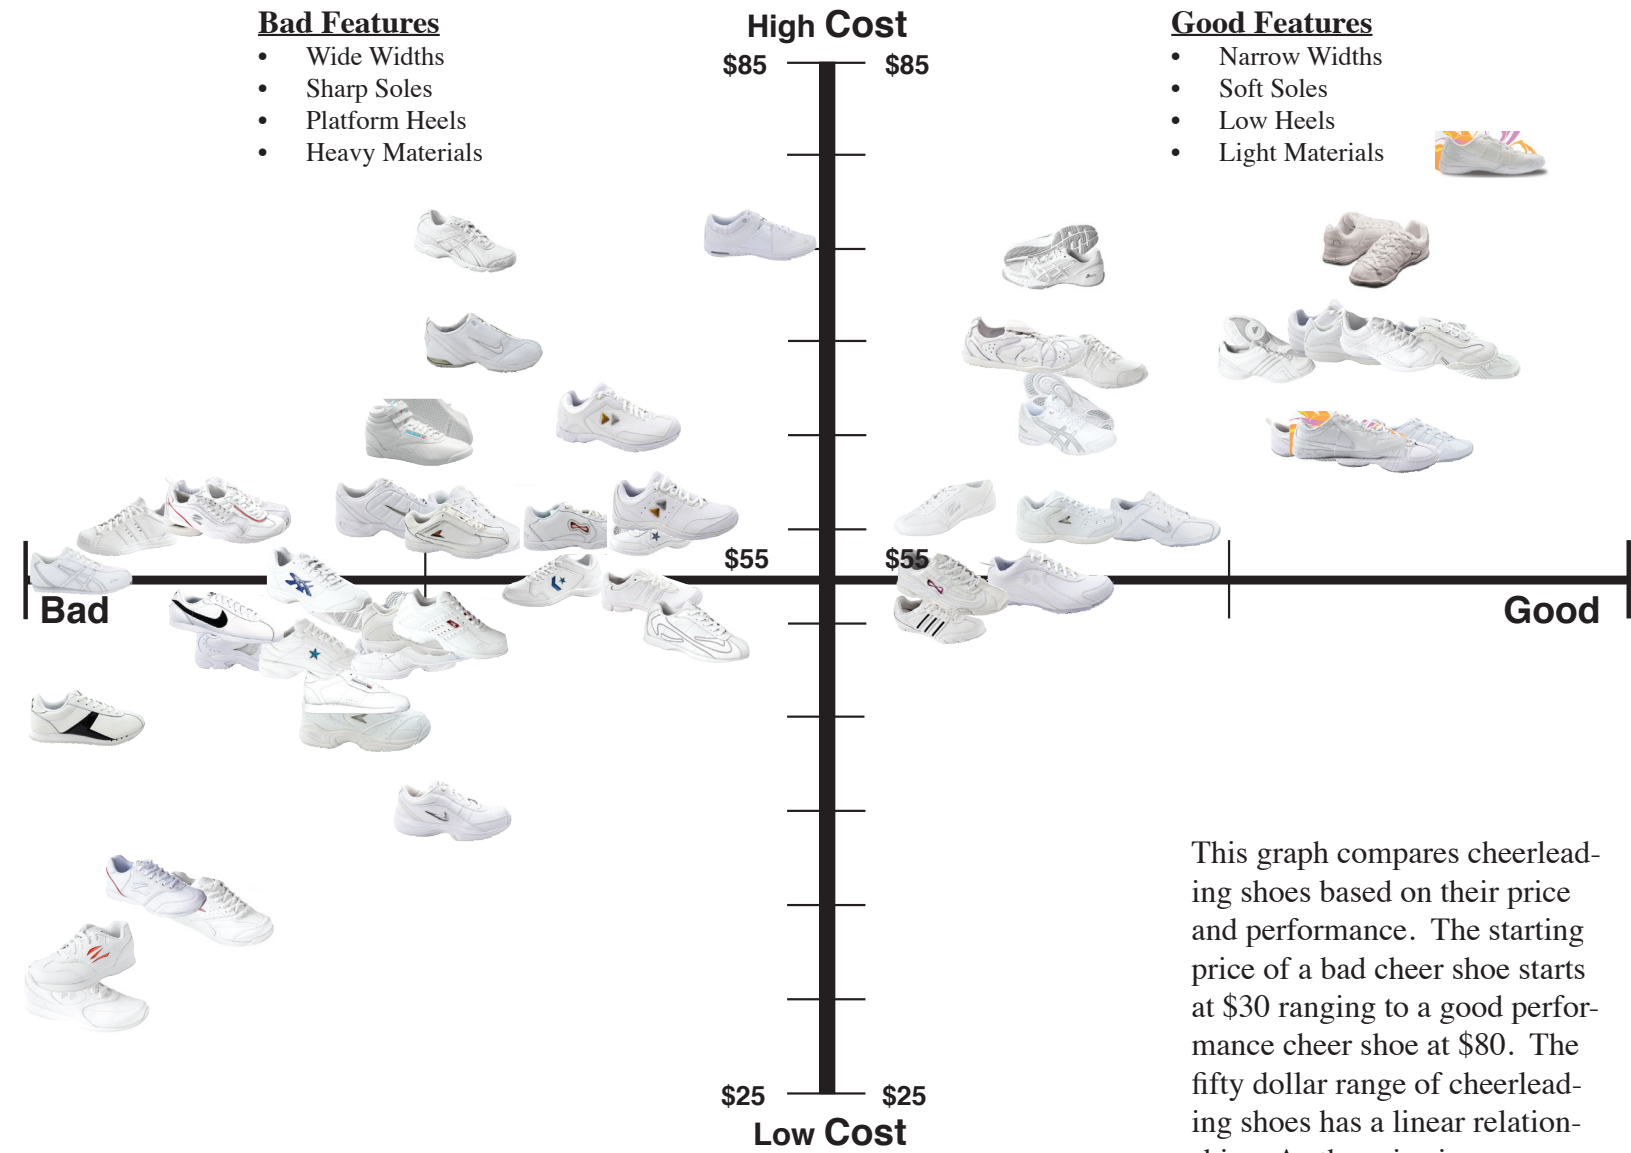 Bad Features
• Wide Widths
• Sharp Soles
• Platform Heels
• Heavy Materials
High Cost
$85 $85
Good Features
• Narrow Widths
• Soft Soles
• Low Heels
• Light Materials
$55 $55
Bad
Good
$25 $25
Low Cost
This graph compares cheerlead-
ing shoes based on their price
and performance. The starting
price of a bad cheer shoe starts
at $30 ranging to a good perfor-
mance cheer shoe at $80. The
fifty dollar range of cheerlead-
ing shoes has a linear relation-